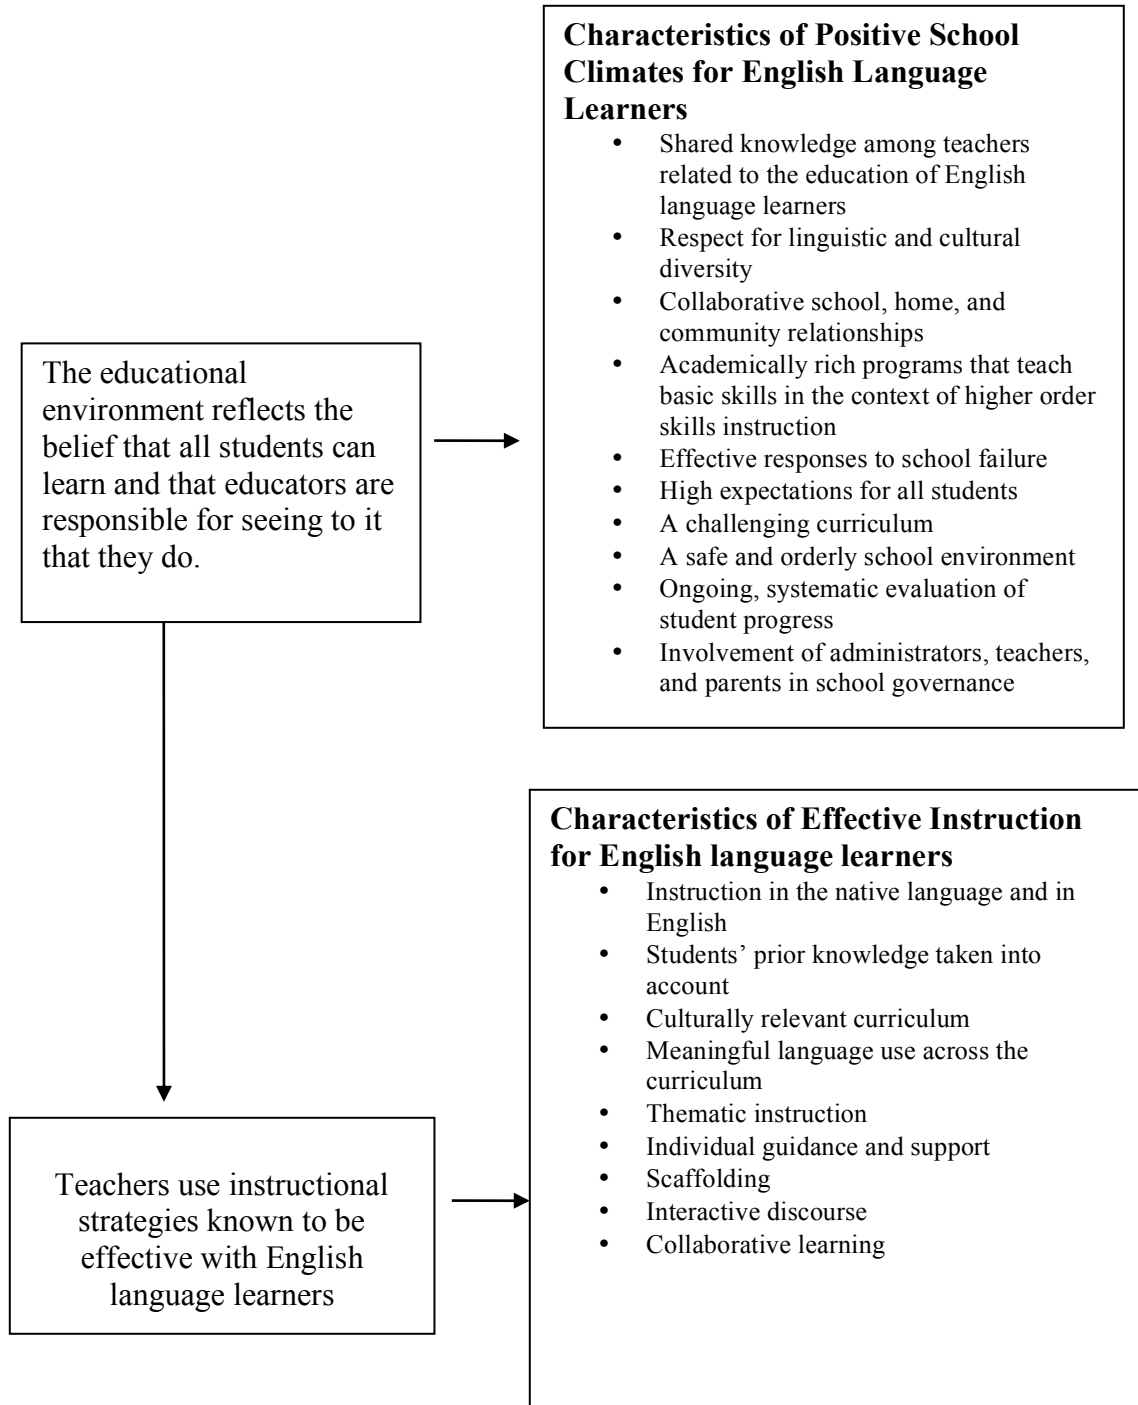 Characteristics of Positive School
Climates for English Language
Learners
• Shared knowledge among teachers
related to the education of English
language learners
• Respect for linguistic and cultural
diversity
• Collaborative school, home, and
community relationships
• Academically rich programs that teach
basic skills in the context of higher order
skills instruction
• Effective responses to school failure
• High expectations for all students
• A challenging curriculum
• A safe and orderly school environment
• Ongoing, systematic evaluation of
student progress
• Involvement of administrators, teachers,
and parents in school governance
The educational
environment reflects the
belief that all students can
learn and that educators are
responsible for seeing to it
that they do.
Characteristics of Effective Instruction
for English language learners
• Instruction in the native language and in
English
• Students’ prior knowledge taken into
account
• Culturally relevant curriculum
• Meaningful language use across the
curriculum
• Thematic instruction
• Individual guidance and support
• Scaffolding
• Interactive discourse
• Collaborative learning
Teachers use instructional
strategies known to be
effective with English
language learners